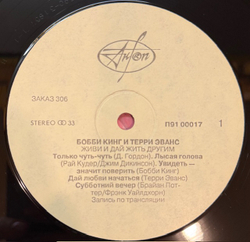 АнТроп
ЗАКАЗ 206
STEREO 33
П91 00017
1
БОББИ КИНГ И ТЕРРИ ЭВАНС
ЖИВИ И ДАЙ ЖИТЬ ДРУГИМ
Только чуть-чуть (Д. Гордон). Лысая голова
(Рай Кудер/Джим Дикинсон). Увидеть —
значит поверить (Бобби Кинг)
Дай любви начаться (Терри Эванс)
Субботний вечер (Брайан Пот-
тер/Фрэнк Уайлдхорн)
Запись по трансляции